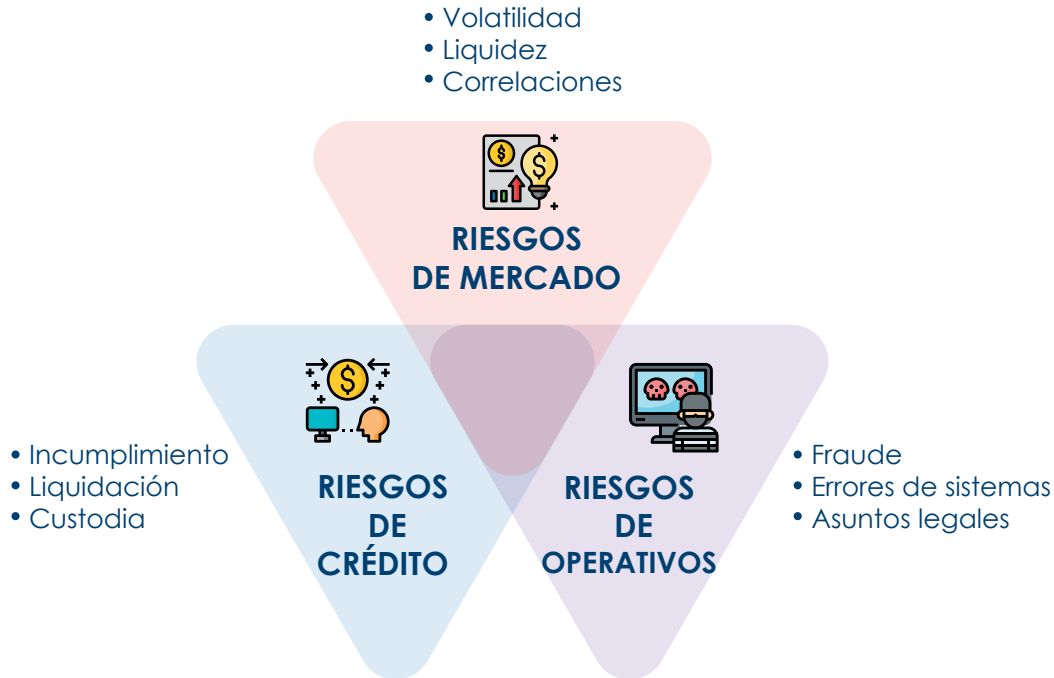 • Volatilidad
• Liquidez
• Correlaciones
RIESGOS
DE MERCADO
• Incumplimiento
• Liquidación
• Custodia
RIESGOS
DE
CRÉDITO
RIESGOS
DE
OPERATIVOS
• Fraude
• Errores de sistemas
• Asuntos legales